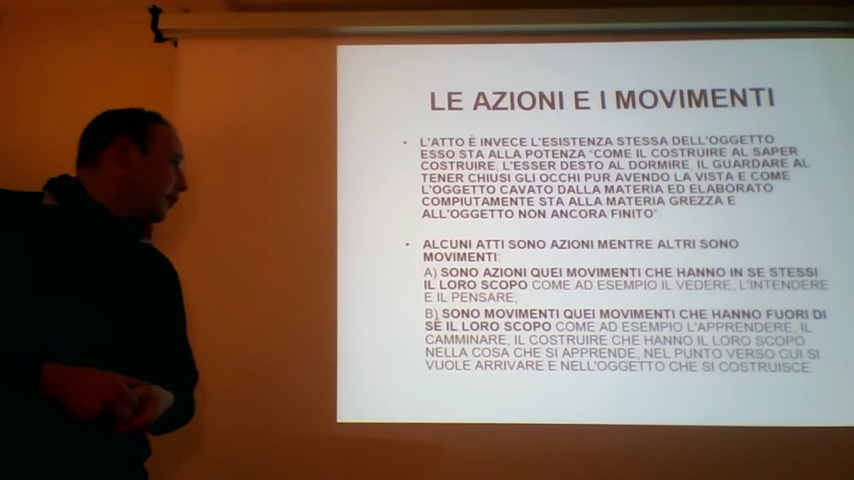 LE AZIONI E I MOVIMENTI
• L'ATTO È INVECE L'ESISTENZA STESSA DELL'OGGETTO
ESSO STA ALLA POTENZA "COME IL COSTRUIRE AL SAPER
COSTRUIRE, L'ESSER DESTO AL DORMIRE, IL GUARDARE AL
TENER CHIUSI GLI OCCHI PUR AVENDO LA VISTA E COME
L'OGGETTO CAVATO DALLA MATERIA ED ELABORATO
COMPIUTAMENTE STA ALLA MATERIA GREZZA E
ALL'OGGETTO NON ANCORA FINITO".
• ALCUNI ATTI SONO AZIONI MENTRE ALTRI SONO
MOVIMENTI:
A) SONO AZIONI QUEI MOVIMENTI CHE HANNO IN SE STESSI
IL LORO SCOPO COME AD ESEMPIO IL VEDERE, L'INTENDERE
E IL PENSARE;
B) SONO MOVIMENTI QUEI MOVIMENTI CHE HANNO FUORI DI
SÈ IL LORO SCOPO COME AD ESEMPIO L'APPRENDERE, IL
CAMMINARE, IL COSTRUIRE CHE HANNO IL LORO SCOPO
NELLA COSA CHE SI APPRENDE, NEL PUNTO VERSO CUI SI
VUOLE ARRIVARE E NELL'OGGETTO CHE SI COSTRUISCE.